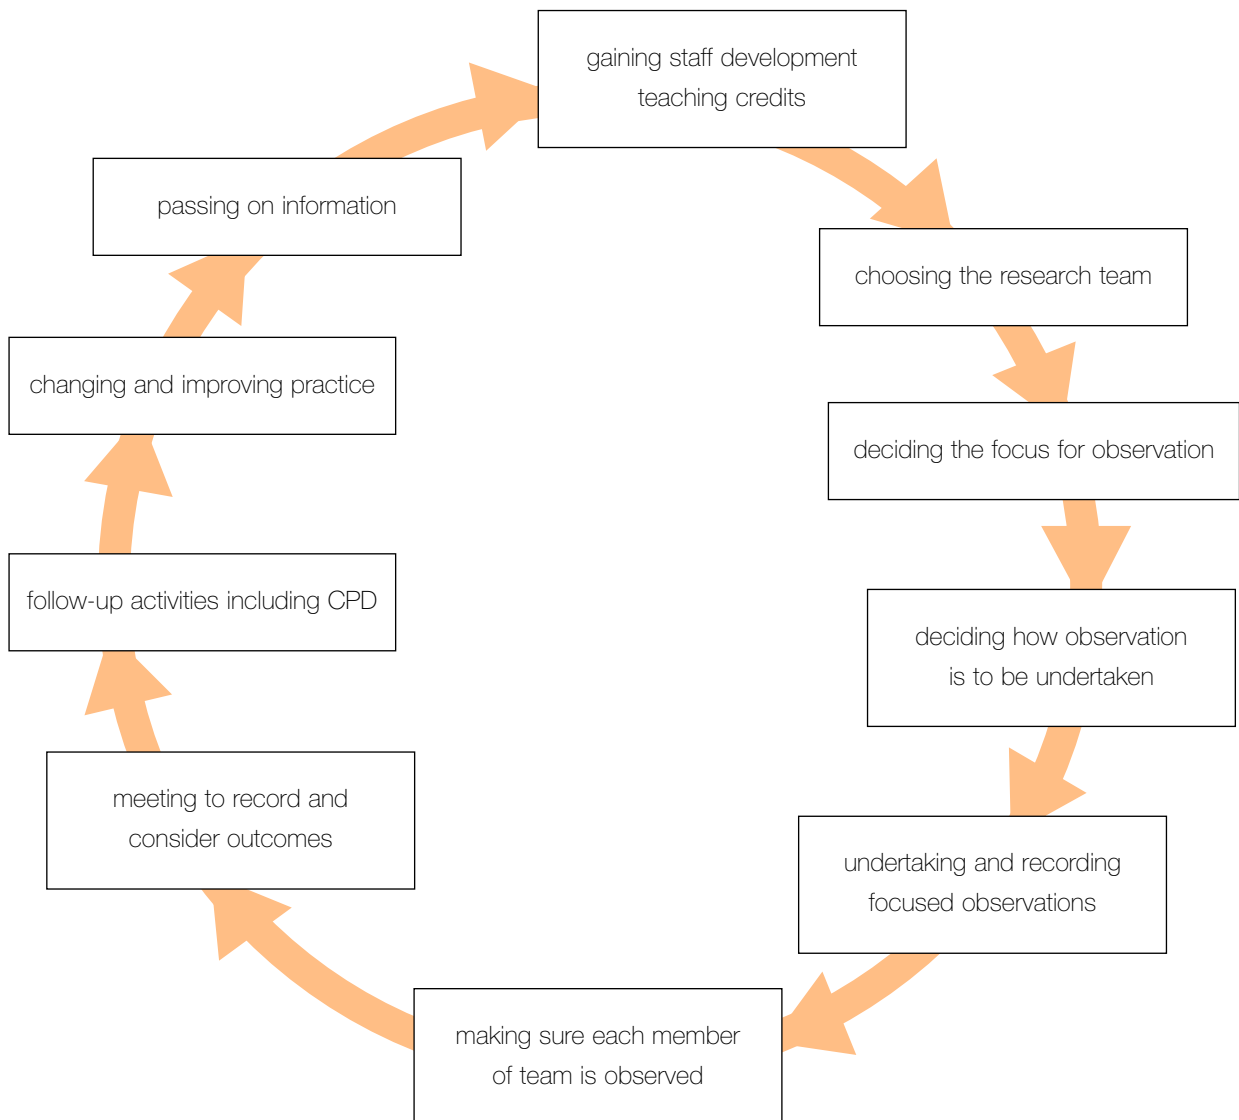 gaining staff development
teaching credits
choosing the research team
deciding the focus for observation
deciding how observation
is to be undertaken
undertaking and recording
focused observations
making sure each member
of team is observed
meeting to record and
consider outcomes
follow-up activities including CPD
changing and improving practice
passing on information